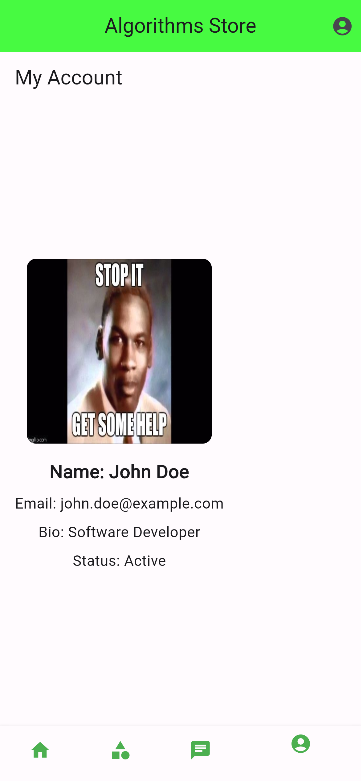 Algorithms Store
My Account
STOP IT
GET SOME HELP
Name: John Doe
Email: john.doe@example.com
Bio: Software Developer
Status: Active